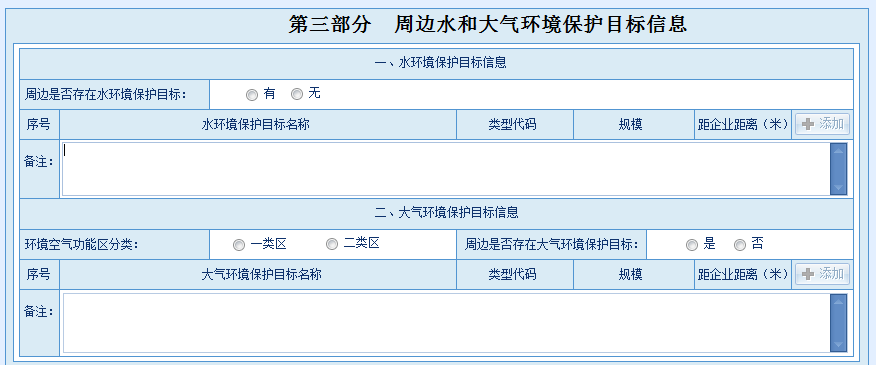 第三部分 周边水和大气环境保护目标信息
一、水环境保护目标信息
周边是否存在水环境保护目标： 有 无
序号 水环境保护目标名称 类型代码 规模 距企业距离（米） 添加
备注：
二、大气环境保护目标信息
环境空气功能区分类： 一类区 二类区 周边是否存在大气环境保护目标： 是 否
序号 大气环境保护目标名称 类型代码 规模 距企业距离（米） 添加
备注：